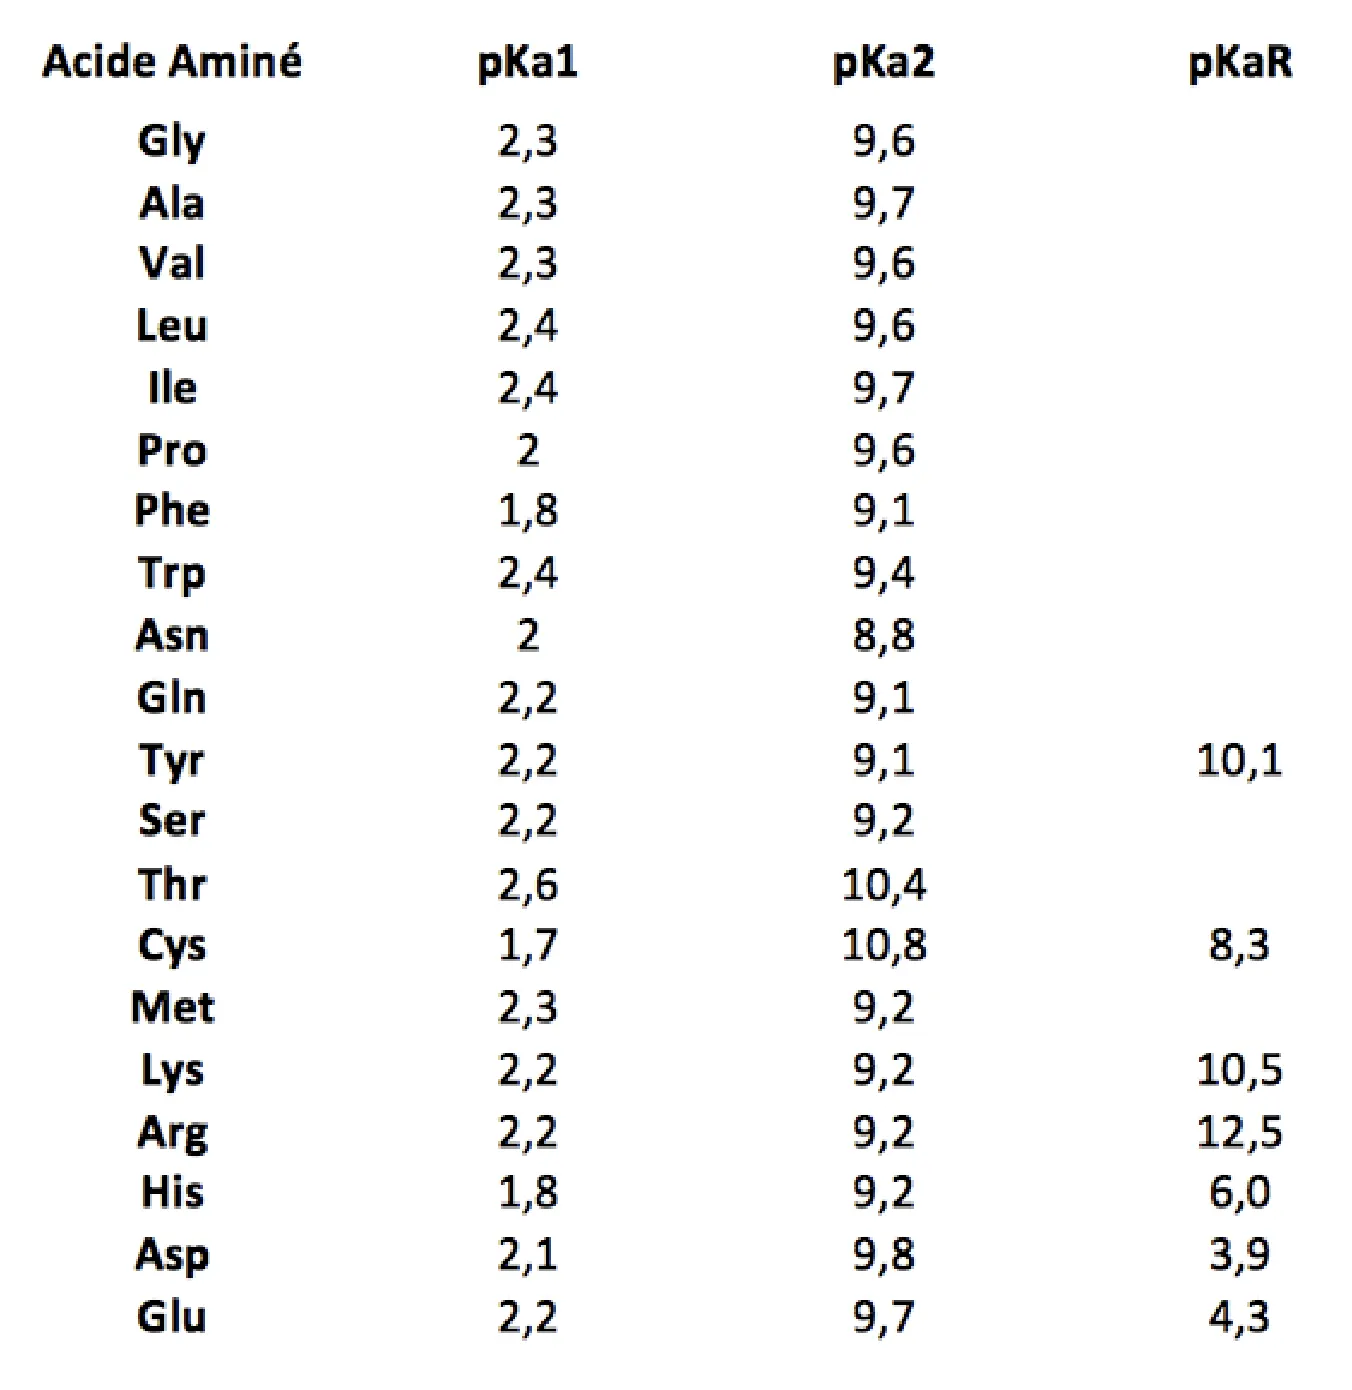 Acide Aminé pKa1 pKa2 pKaR
Gly 2,3 9,6
Ala 2,3 9,7
Val 2,3 9,6
Leu 2,4 9,6
Ile 2,4 9,7
Pro 2 9,6
Phe 1,8 9,1
Trp 2,4 9,4
Asn 2 8,8
Gln 2,2 9,1
Tyr 2,2 9,1 10,1
Ser 2,2 9,2
Thr 2,6 10,4
Cys 1,7 10,8 8,3
Met 2,3 9,2
Lys 2,2 9,2 10,5
Arg 2,2 9,2 12,5
His 1,8 9,2 6,0
Asp 2,1 9,8 3,9
Glu 2,2 9,7 4,3